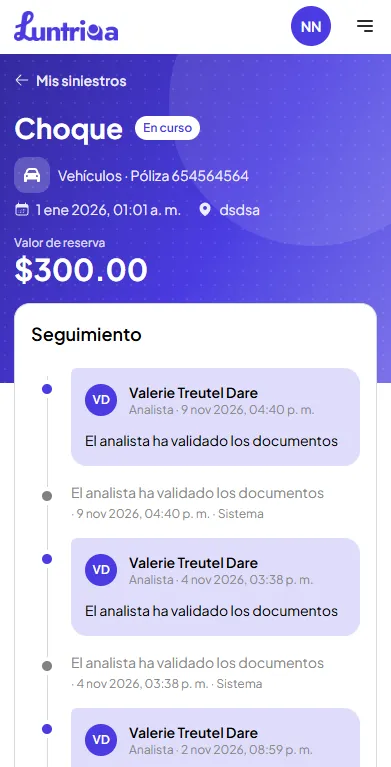 Luntriqa
NN
Mis siniestros
Choque
En curso
Vehículos · Póliza 654564564
1 ene 2026, 01:01 a. m.
dsdsa
Valor de reserva
$300.00
Seguimiento
VD
Valerie Treutel Dare
Analista · 9 nov 2026, 04:40 p. m.
El analista ha validado los documentos
El analista ha validado los documentos
· 9 nov 2026, 04:40 p. m. · Sistema
VD
Valerie Treutel Dare
Analista · 4 nov 2026, 03:38 p. m.
El analista ha validado los documentos
El analista ha validado los documentos
· 4 nov 2026, 03:38 p. m. · Sistema
VD
Valerie Treutel Dare
Analista · 2 nov 2026, 08:59 p. m.